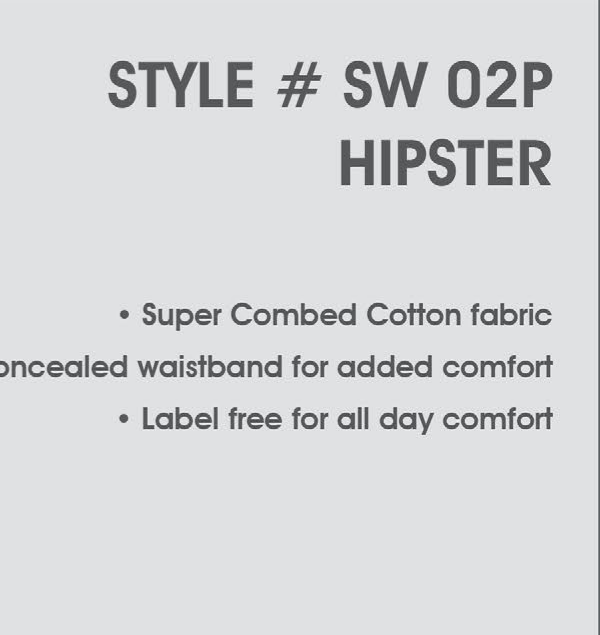 STYLE # SW 02P
HIPSTER
• Super Combed Cotton fabric
waistband for added comfort
• Label free for all day comfort